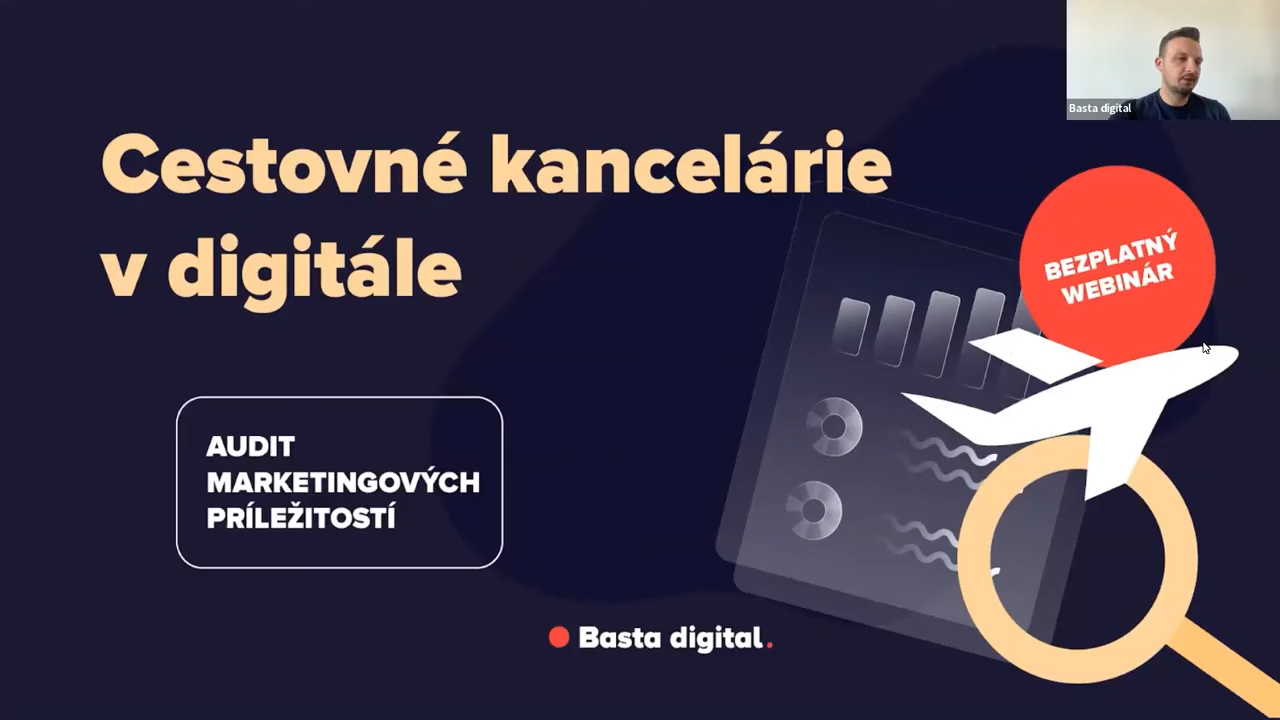 Basta digital
Cestovné kancelárie
v digitále
BEZPLATNÝ
WEBINÁR
AUDIT
MARKETINGOVÝCH
PRÍLEŽITOSTÍ
Basta digital.